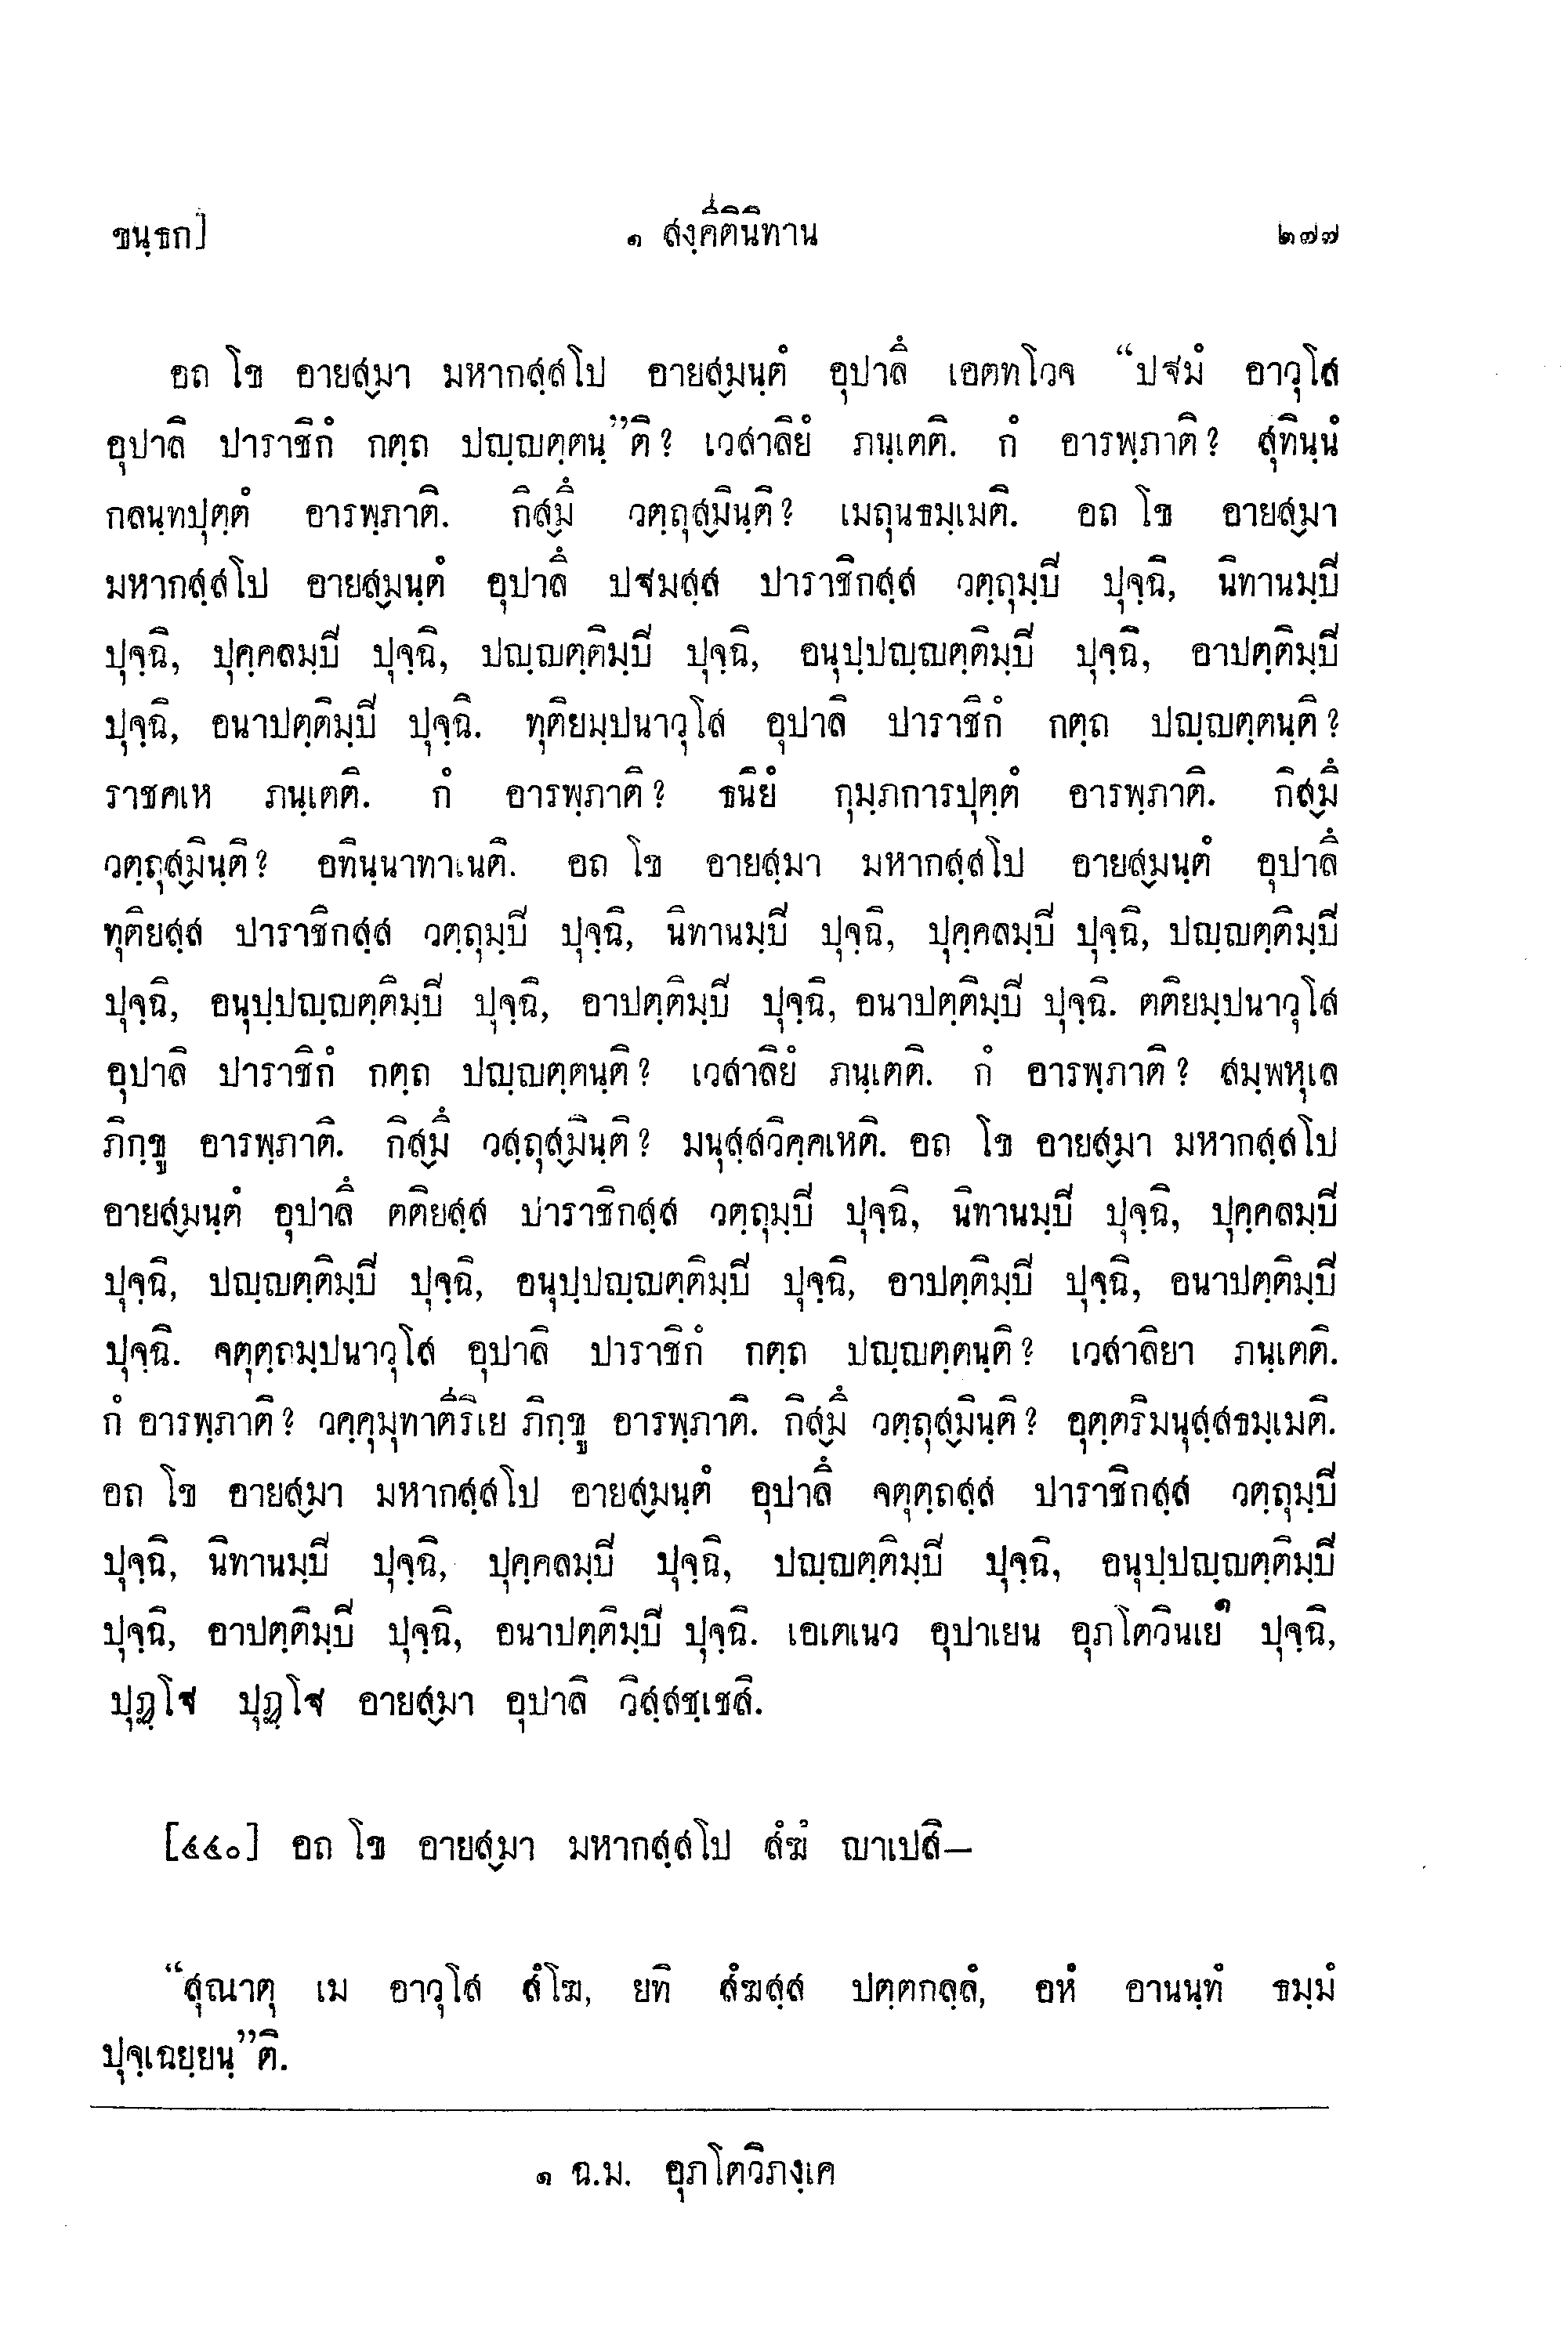 ขนฺธก]   ๑ สงฺคีตินิทาน   ๒๗๗
อถ โข อายสฺมา มหากสฺสโป อายสฺมนฺตํ อุปาลึ เอตทโวจ “ปฐมํ อาวุโส
อุปาลิ ปาราชิกํ กตฺถ ปญฺญตฺตนฺ”ติ? เวสาลิยํ ภนฺเตติ. กํ อารพฺภาติ? สุทินฺนํ
กลนฺทปุตฺตํ อารพฺภาติ. กิสฺมึ วตฺถุสฺมินฺติ? เมถุนธมฺเมติ. อถ โข อายสฺมา
มหากสฺสโป อายสฺมนฺตํ อุปาลึ ปฐมสฺส ปาราชิกสฺส วตฺถุมฺปี ปุจฺฉิ, นิทานมฺปี
ปุจฺฉิ, ปุคฺคลมฺปี ปุจฺฉิ, ปญฺญตฺติมฺปี ปุจฺฉิ, อนุปฺปญฺญตฺติมฺปี ปุจฺฉิ, อาปตฺติมฺปี
ปุจฺฉิ, อนาปตฺติมฺปี ปุจฺฉิ. ทุติยมฺปนาวุโส อุปาลิ ปาราชิกํ กตฺถ ปญฺญตฺตนฺติ?
ราชคเห ภนฺเตติ. กํ อารพฺภาติ? ธนิยํ กุมฺภการปุตฺตํ อารพฺภาติ. กิสฺมึ
วตฺถุสฺมินฺติ? อทินฺนาทาเนติ. อถ โข อายสฺมา มหากสฺสโป อายสฺมนฺตํ อุปาลึ
ทุติยสฺส ปาราชิกสฺส วตฺถุมฺปี ปุจฺฉิ, นิทานมฺปี ปุจฺฉิ, ปุคฺคลมฺปี ปุจฺฉิ, ปญฺญตฺติมฺปี
ปุจฺฉิ, อนุปฺปญฺญตฺติมฺปี ปุจฺฉิ, อาปตฺติมฺปี ปุจฺฉิ, อนาปตฺติมฺปี ปุจฺฉิ. ตติยมฺปนาวุโส
อุปาลิ ปาราชิกํ กตฺถ ปญฺญตฺตนฺติ? เวสาลิยํ ภนฺเตติ. กํ อารพฺภาติ? สมฺพหุเล
ภิกฺขู อารพฺภาติ. กิสฺมึ วสฺถุสฺมินฺติ? มนุสฺสวิคฺคเหติ. อถ โข อายสฺมา มหากสฺสโป
อายสฺมนฺตํ อุปาลึ ตติยสฺส ปาราชิกสฺส วตฺถุมฺปี ปุจฺฉิ, นิทานมฺปี ปุจฺฉิ, ปุคฺคลมฺปี
ปุจฺฉิ, ปญฺญตฺติมฺปี ปุจฺฉิ, อนุปฺปญฺญตฺติมฺปี ปุจฺฉิ, อาปตฺติมฺปี ปุจฺฉิ, อนาปตฺติมฺปี
ปุจฺฉิ. จตุตฺถมฺปนาวุโส อุปาลิ ปาราชิกํ กตฺถ ปญฺญตฺตนฺติ? เวสาลิยา ภนฺเตติ.
กํ อารพฺภาติ? วคฺคุมุทาตีริเย ภิกฺขู อารพฺภาติ. กิสฺมึ วตฺถุสฺมินฺติ? อุตฺตริมนุสฺสธมฺเมติ.
อถ โข อายสฺมา มหากสฺสโป อายสฺมนฺตํ อุปาลึ จตุตฺถสฺส ปาราชิกสฺส วตฺถุมฺปี
ปุจฺฉิ, นิทานมฺปี ปุจฺฉิ, ปุคฺคลมฺปี ปุจฺฉิ, ปญฺญตฺติมฺปี ปุจฺฉิ, อนุปฺปญฺญตฺติมฺปี
ปุจฺฉิ, อาปตฺติมฺปี ปุจฺฉิ, อนาปตฺติมฺปี ปุจฺฉิ. เอเตเนว อุปาเยน อุภโตวินเย๑ ปุจฺฉิ,
ปุฏฺโฐ ปุฏฺโฐ อายสฺมา อุปาลิ วิสฺสชฺเชสิ.
[๔๔๐] อถ โข อายสฺมา มหากสฺสโป สํฆํ ญาเปสิ—
“สุณาตุ เม อาวุโส สํโฆ, ยทิ สํฆสฺส ปตฺตกลฺลํ, อหํ อานนฺทํ ธมฺมํ
ปุจฺเฉยฺยนฺ”ติ.
๑ ฉ.ม. อุภโตวิภงฺเค